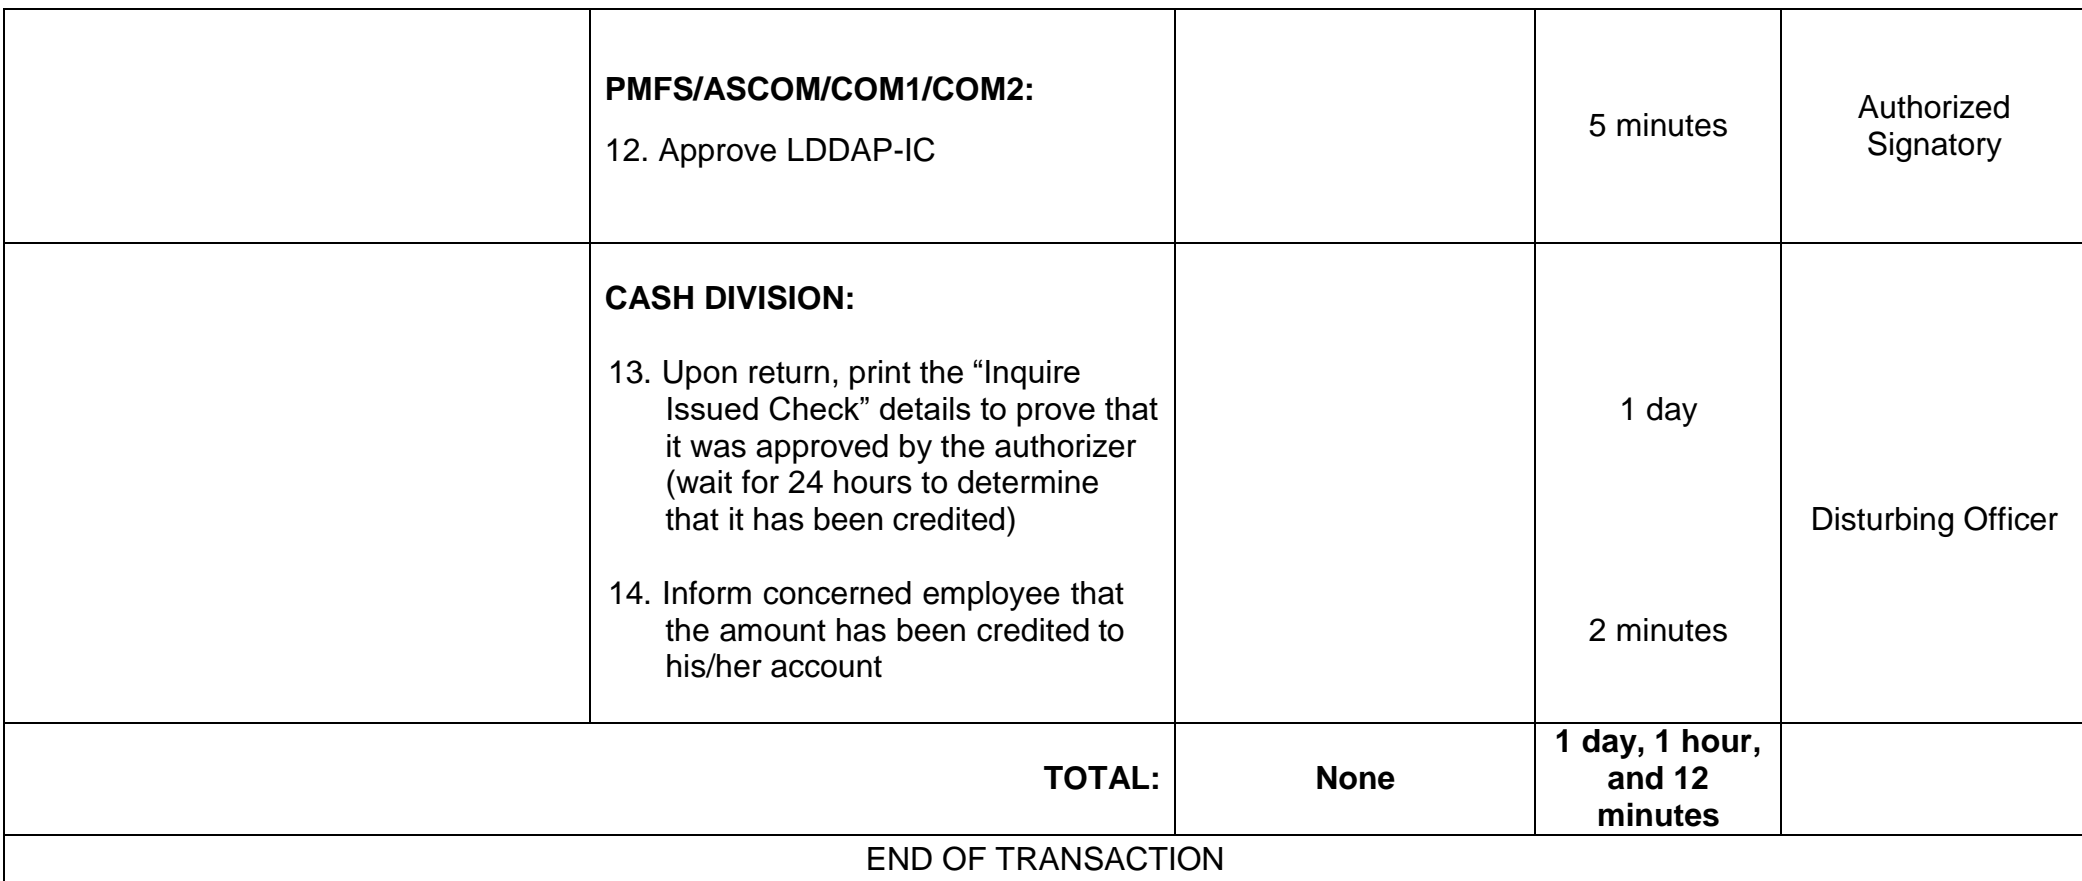 PMFS/ASCOM/COM1/COM2:
12. Approve LDDAP-IC
5 minutes
Authorized
Signatory
CASH DIVISION:
13. Upon return, print the “Inquire
Issued Check” details to prove that
it was approved by the authorizer
(wait for 24 hours to determine
that it has been credited)
1 day
14. Inform concerned employee that
the amount has been credited to
his/her account
2 minutes
Disturbing Officer
TOTAL:
None
1 day, 1 hour,
and 12
minutes
END OF TRANSACTION